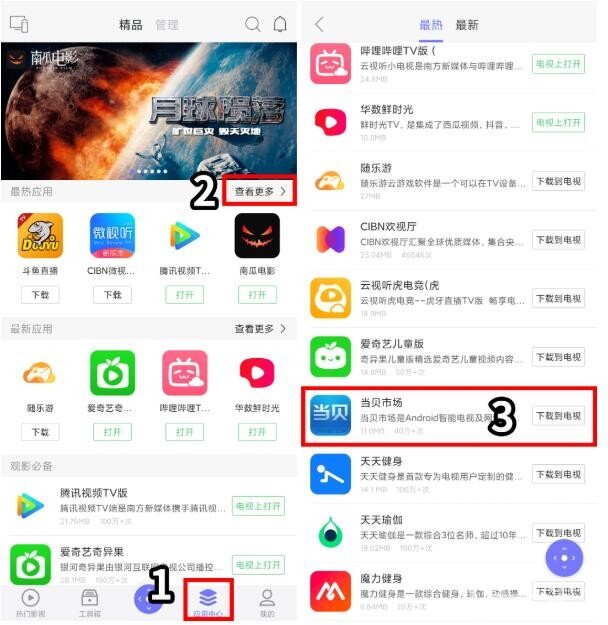 精品 管理
南瓜电影
月球陨落
旷世巨灾 毁天灭地
最热应用
2
查看更多
斗鱼直播
CIBN微视...
腾讯视频T...
南瓜电影
下载
下载
打开
打开
最新应用
查看更多
随乐游
爱奇艺奇...
哔哩哔哩T...
华数鲜时光
下载
打开
打开
打开
观影必备
腾讯视频TV版
腾讯视频TV端是南方新媒体携手腾讯视...
21.75MB 100万+次
电视上打开
爱奇艺奇异果
银河奇异果是由银河互联网电视公司播控...
28.1MB 100万+次
电视上打开
1
热门影视
工具箱
应用中心
我的
最热 最新
哔哩哔哩TV版（
云视听小电视是南方新媒体与哔哩哔哩...
24.6MB
电视上打开
华数鲜时光
鲜时光TV，是集成了西瓜视频、抖音、...
10.8MB
电视上打开
随乐游
随乐游云游戏软件是一个可以在TV设备...
27MB
下载到电视
CIBN欢视厅
CIBN欢视厅汇聚全球优质媒体，集合央...
25.04MB 46546次
下载到电视
云视听虎电竞(虎
云视听虎电竞--虎牙直播TV版 畅享电...
18.9MB
下载到电视
爱奇艺儿童版
奇异果儿童版精选爱奇艺儿童视频内容...
14.8MB 50万+次
下载到电视
当贝
当贝市场
当贝市场是Android智能电视及网
11.0MB 40万+次
3
下载到电视
天天健身
天天健身是首款专为电视用户定制的健...
14.1 MB 100万+次
下载到电视
天天瑜伽
天天瑜伽是一款综合3位名师、超过10年...
18.02MB 100万+次
下载到电视
魔力健身
魔力健身是一款综合健身，瑜伽，动感操...
6.84MB 20万+次